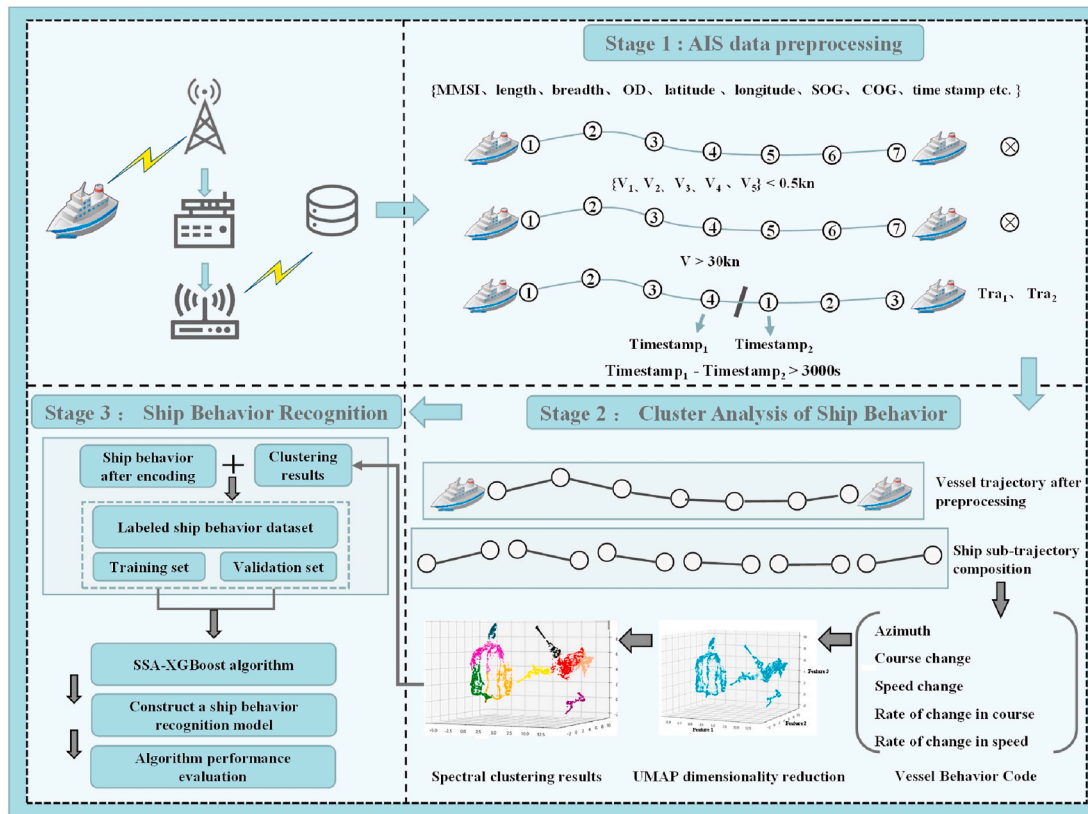 Stage 1 : AIS data preprocessing
{MMSI、length、breadth、OD、latitude、longitude、SOG、COG、time stamp etc. }
1 2 3 4 5 6 7
{V1、V2、V3、V4、V5} < 0.5kn
1 2 3 4 5 6 7
V > 30kn
1 2 3 4 1 2 3
Tra1、Tra2
Timestamp1 Timestamp2
Timestamp1 - Timestamp2 > 3000s
Stage 2 : Cluster Analysis of Ship Behavior
Vessel trajectory after
preprocessing
Ship sub-trajectory
composition
Azimuth
Course change
Speed change
Rate of change in course
Rate of change in speed
Vessel Behavior Code
Feature 1
Feature 2
Feature 3
UMAP dimensionality reduction
Spectral clustering results
Stage 3 : Ship Behavior Recognition
Ship behavior
after encoding
+
Clustering
results
Labeled ship behavior dataset
Training set
Validation set
SSA-XGBoost algorithm
Construct a ship behavior
recognition model
Algorithm performance
evaluation